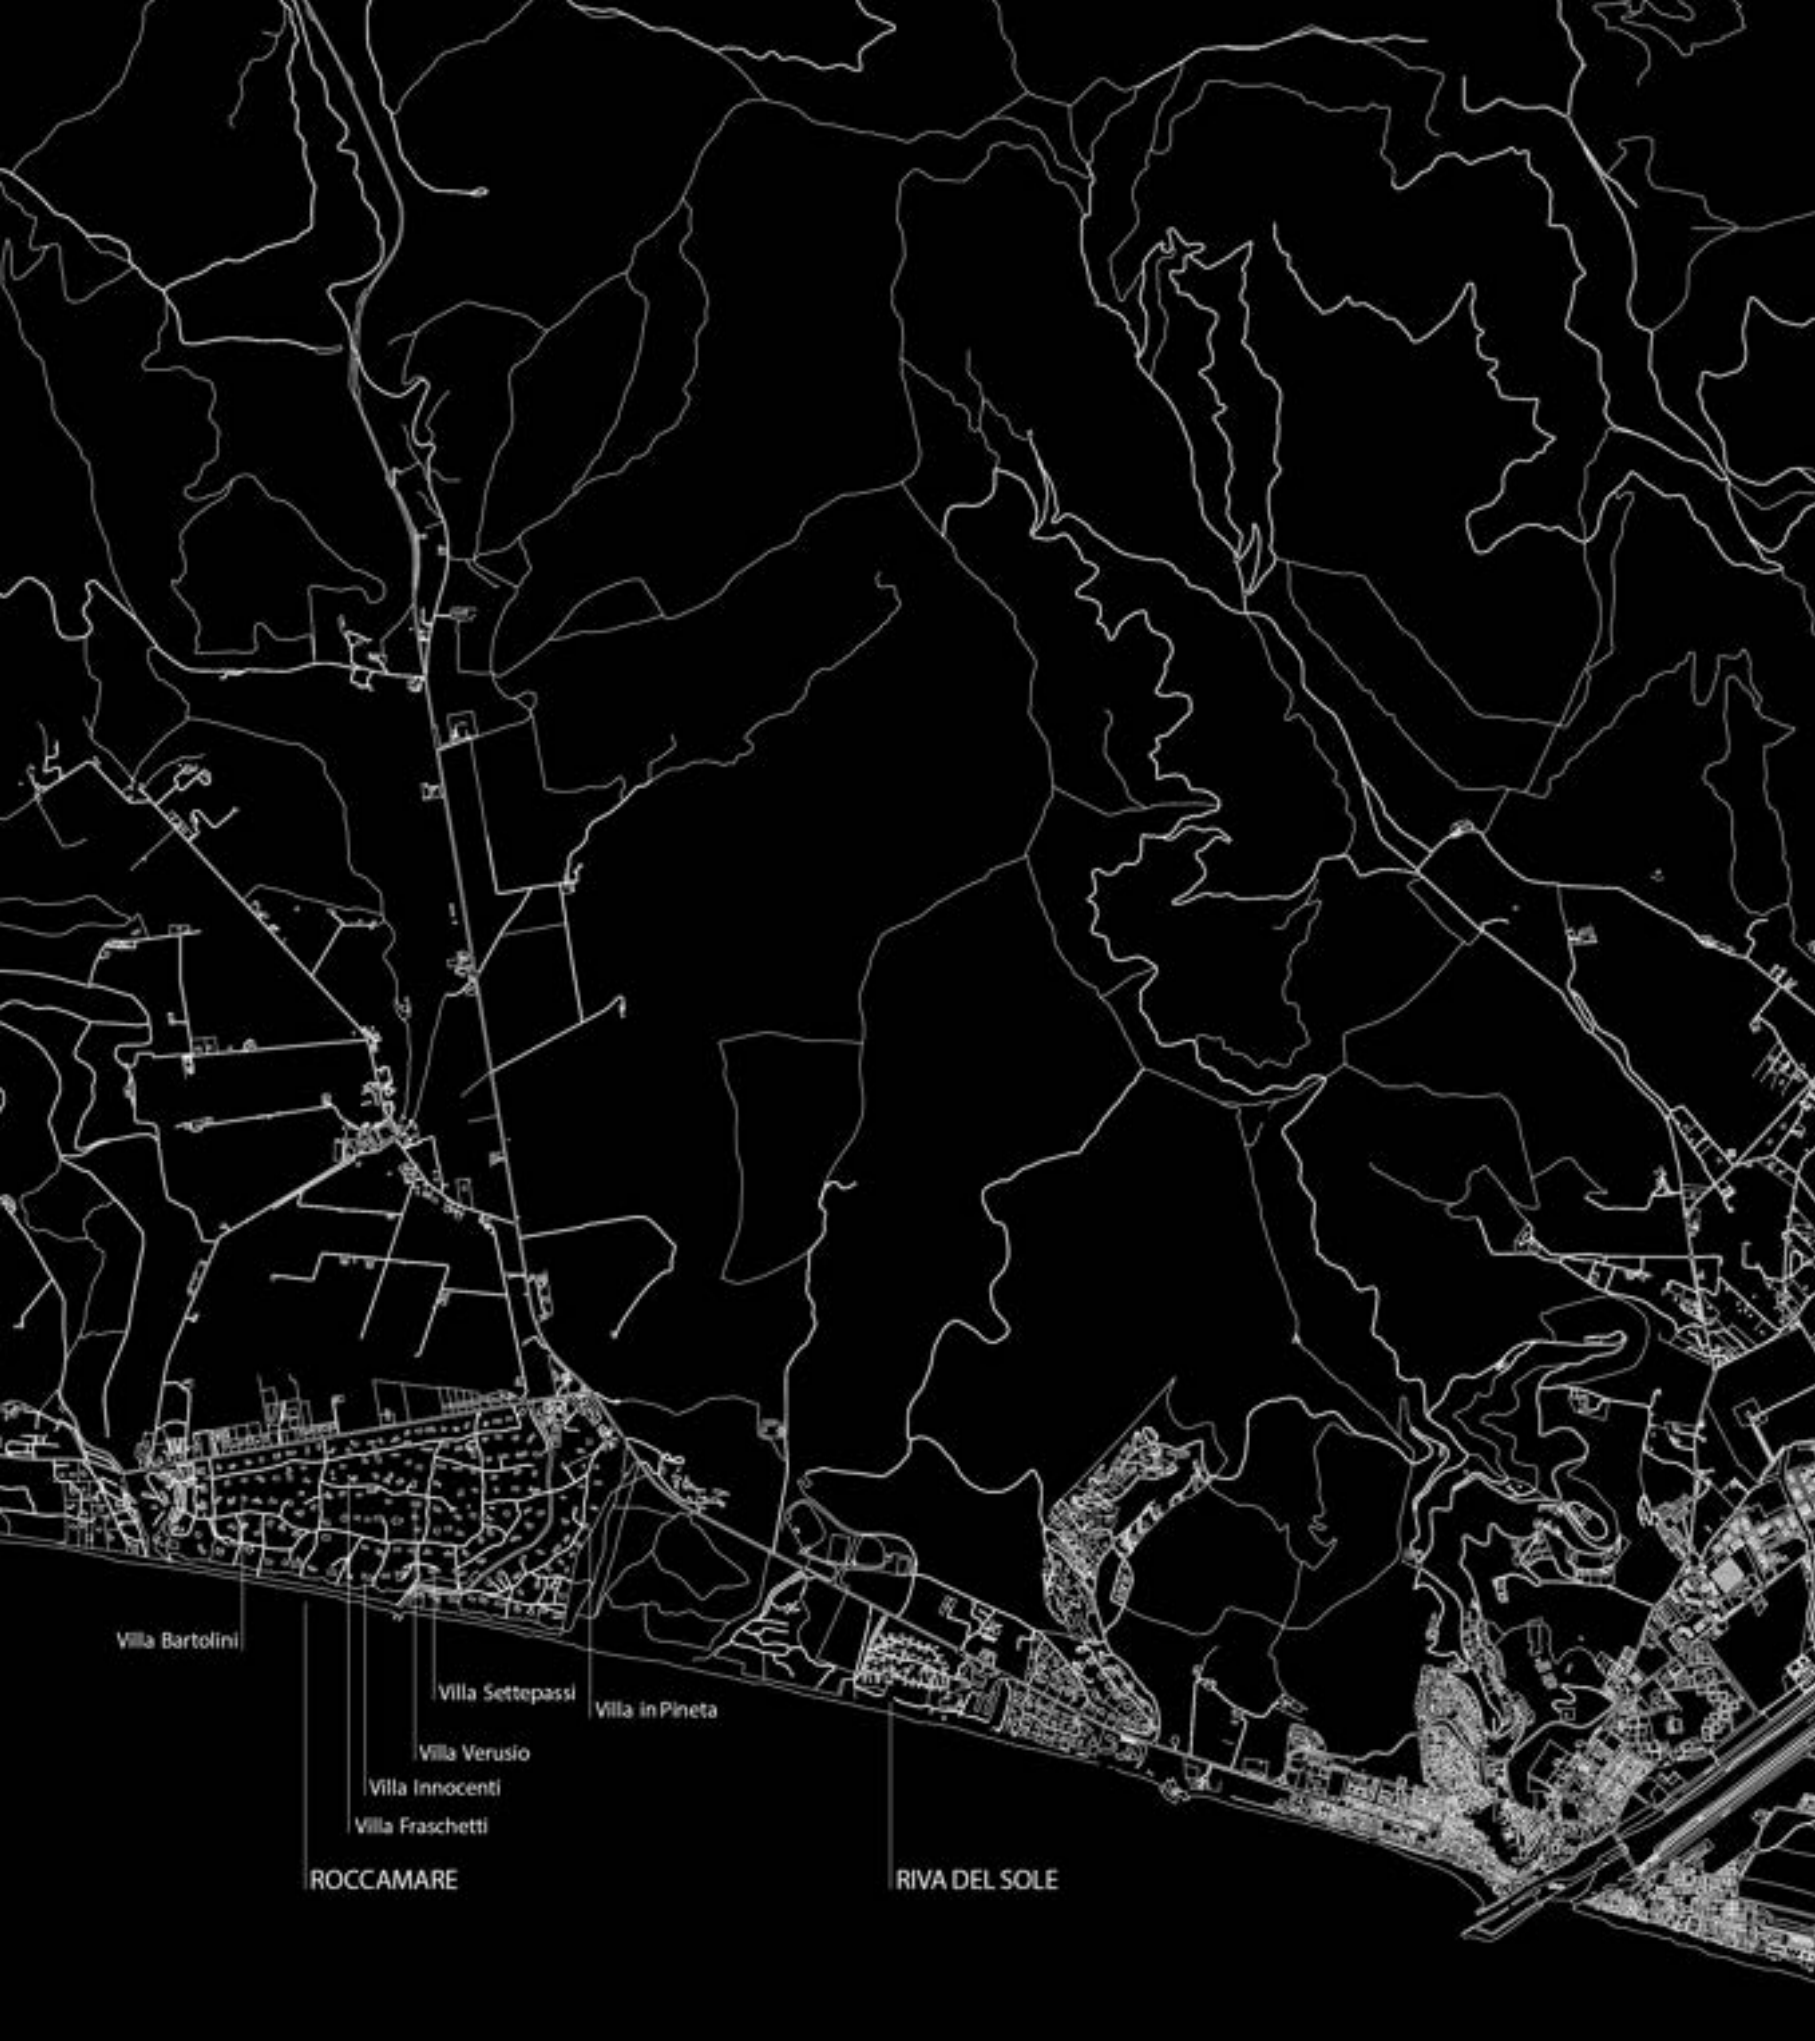 Villa Bartolini
Villa Settepassi
Villa in Pineta
Villa Verusio
Villa Innocenti
Villa Fraschetti
ROCCAMARE
RIVA DEL SOLE